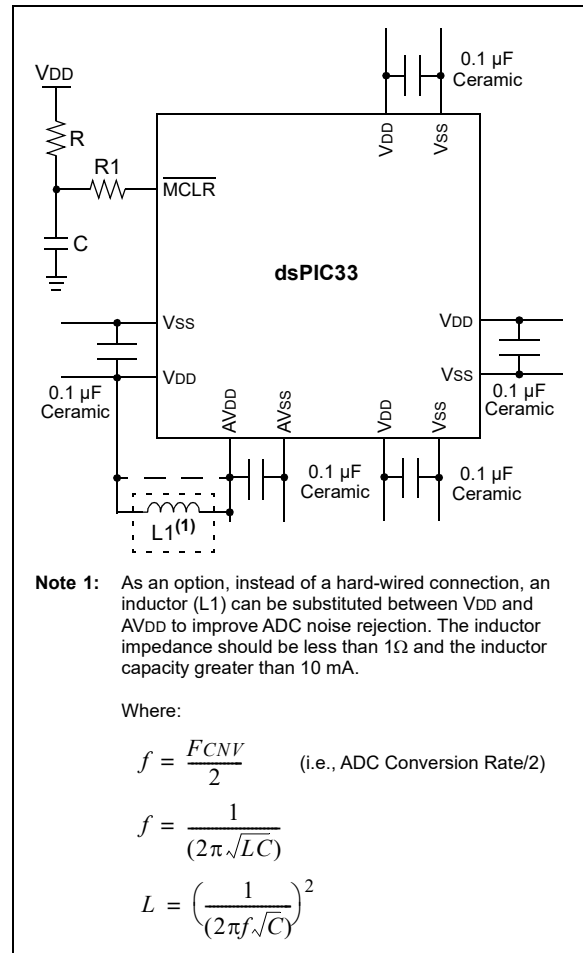 0.1 µF
Ceramic
VDD
R
R1
C
MCLR
VDD
VSS
dsPIC33
VSS
VDD
0.1 µF
Ceramic
VDD
VSS
0.1 µF
Ceramic
AVDD
AVSS
VDD
VSS
0.1 µF
Ceramic
0.1 µF
Ceramic
L1(1)
Note 1: As an option, instead of a hard-wired connection, an
inductor (L1) can be substituted between VDD and
AVDD to improve ADC noise rejection. The inductor
impedance should be less than 1Ω and the inductor
capacity greater than 10 mA.
Where:
f = FCNV / 2 (i.e., ADC Conversion Rate/2)
f = 1 / (2π√LC)
L = (1 / (2πf√C))²